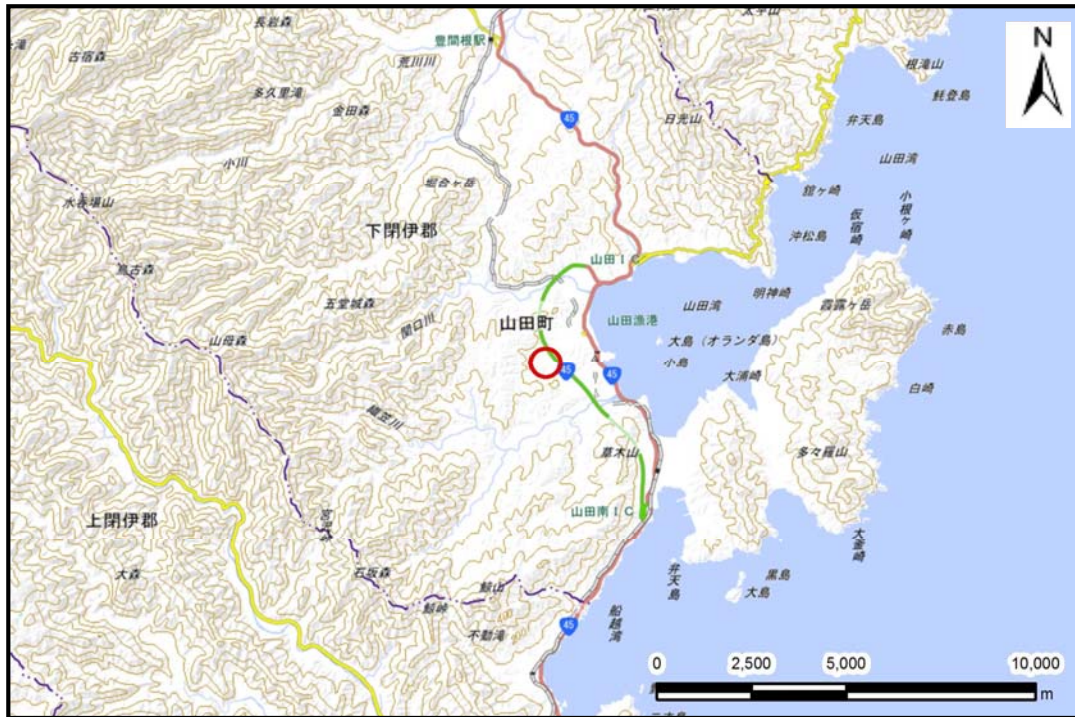 長岩森
古宿森
豊間根駅
荒川川
多久里滝
金田森
小川
堀合ヶ岳
水呑場山
下閉伊郡
鳥古森
五堂城森
関口川
山母森
織笠川
上閉伊郡
大森
石坂森
鯨山
鯨峠
不動滝
45
日光山
根滝山
魹登島
弁天島
山田湾
館ヶ崎
仮宿崎
小根ヶ崎
沖松島
山田IC
山田湾
明神崎
霞露ヶ岳
山田町
山田漁港
大島(オランダ島)
小島
赤島
45
45
大浦崎
白崎
草木山
多々羅山
山田南IC
大釜崎
弁天島
黒島
大島
船越湾
45
N
0
2,500
5,000
10,000
m